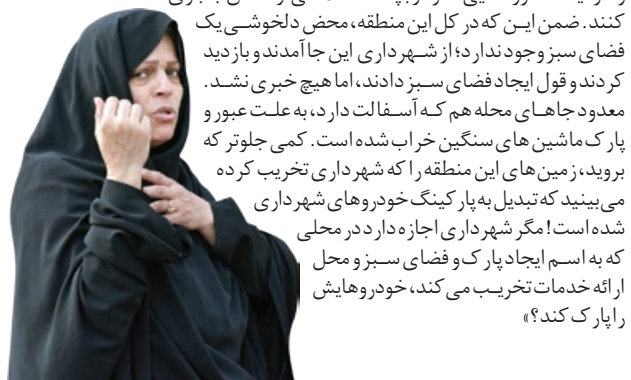 کنند. ضمن این که در کل این منطقه، محض دلخوشی یک
فضای سبز وجود ندارد؛ از شهرداری این جا آمدند و بازدید
کردند و قول ایجاد فضای سبز دادند، اما هیچ خبری نشد.
معدود جاهای محله هم که آسفالت دارد، به علت عبور و
پارک ماشین های سنگین خراب شده است. کمی جلوتر که
بروید، زمین های این منطقه را که شهرداری تخریب کرده
می‌بینید که تبدیل به پارکینگ خودروهای شهرداری
شده است! مگر شهرداری اجازه دارد در محلی
که به اسم ایجاد پارک و فضای سبز و محل
ارائه خدمات تخریب می کند، خودروهایش
را پارک کند؟»